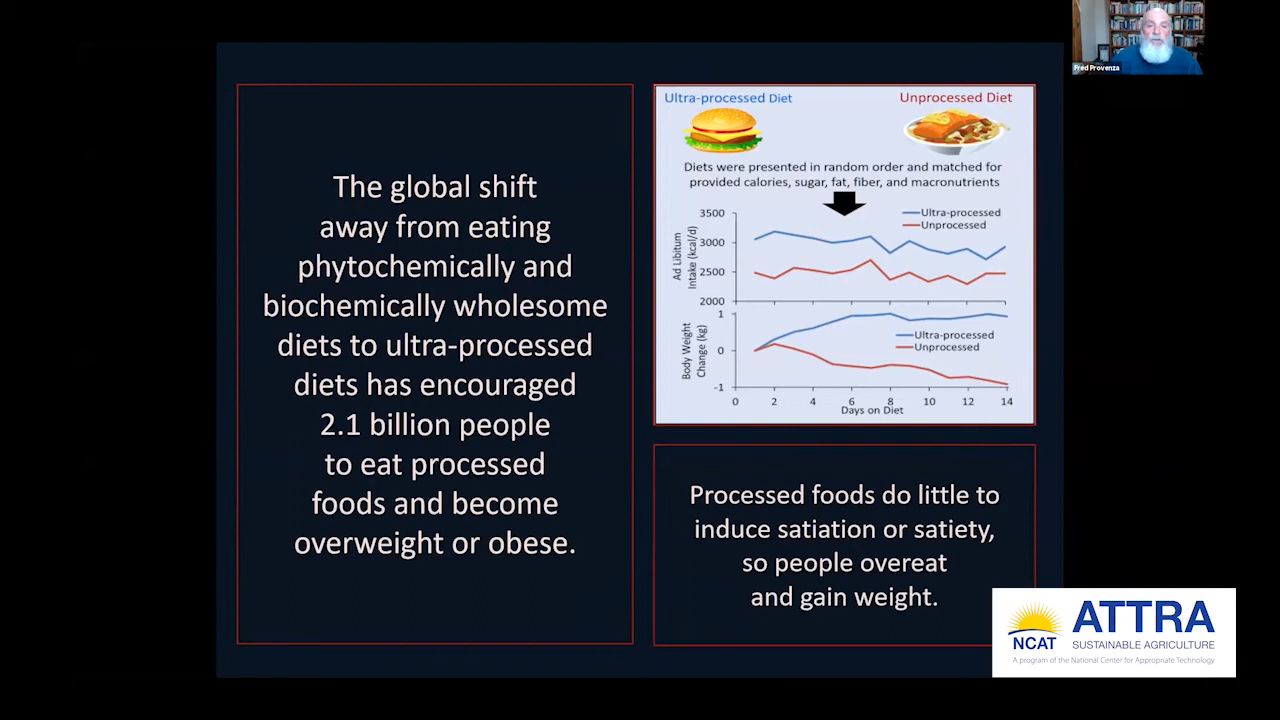 Fred Provenza
The global shift
away from eating
phytochemically and
biochemically wholesome
diets to ultra-processed
diets has encouraged
2.1 billion people
to eat processed
foods and become
overweight or obese.
Ultra-processed Diet
Unprocessed Diet
Diets were presented in random order and matched for
provided calories, sugar, fat, fiber, and macronutrients
Ad Libitum
Intake (kcal/d)
3500
3000
2500
2000
Ultra-processed
Unprocessed
Body Weight
Change (kg)
1
0
-1
Ultra-processed
Unprocessed
0 2 4 6 8 10 12 14
Days on Diet
Processed foods do little to
induce satiation or satiety,
so people overeat
and gain weight.
NCAT
ATTRA
SUSTAINABLE AGRICULTURE
A program of the National Center for Appropriate Technology